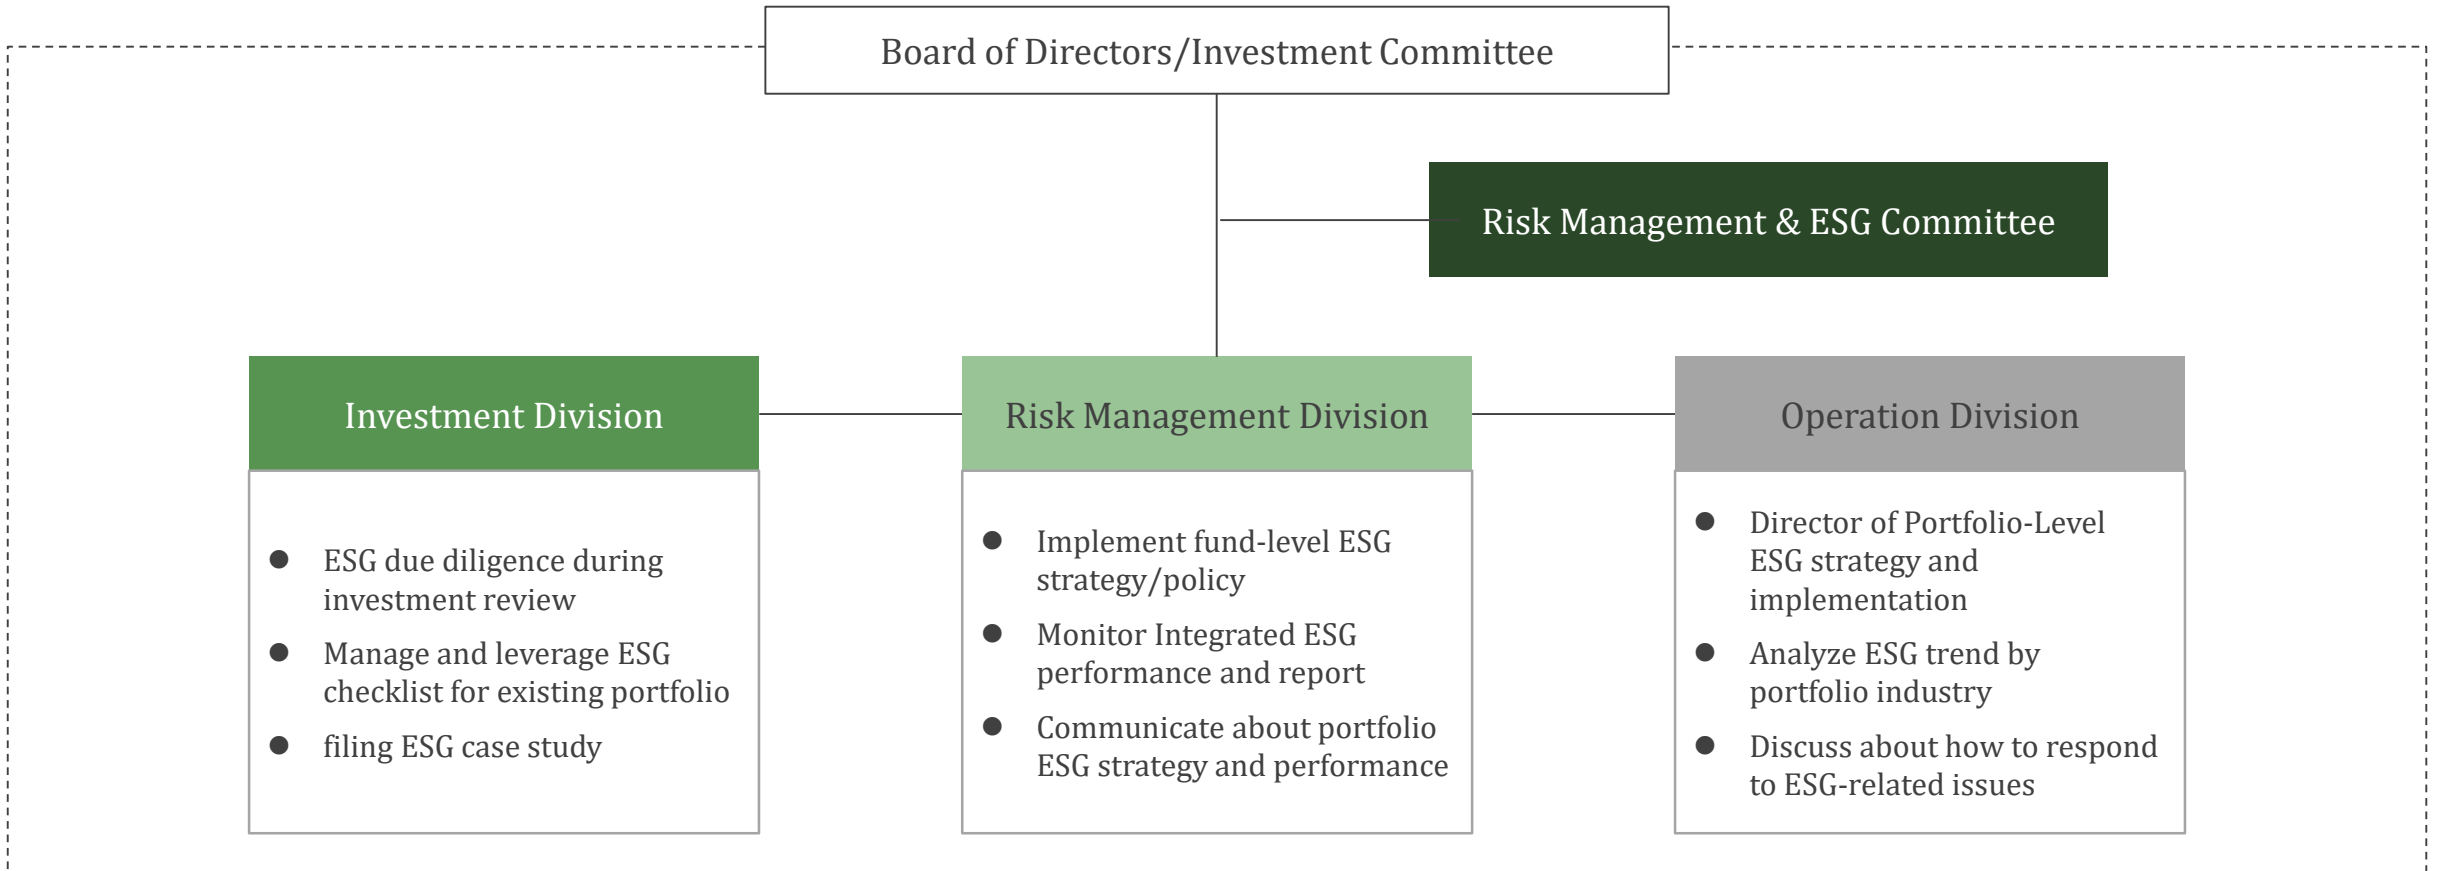 Board of Directors/Investment Committee
Risk Management & ESG Committee
Investment Division
● ESG due diligence during
investment review
● Manage and leverage ESG
checklist for existing portfolio
● filing ESG case study
Risk Management Division
● Implement fund-level ESG
strategy/policy
● Monitor Integrated ESG
performance and report
● Communicate about portfolio
ESG strategy and performance
Operation Division
● Director of Portfolio-Level
ESG strategy and
implementation
● Analyze ESG trend by
portfolio industry
● Discuss about how to respond
to ESG-related issues